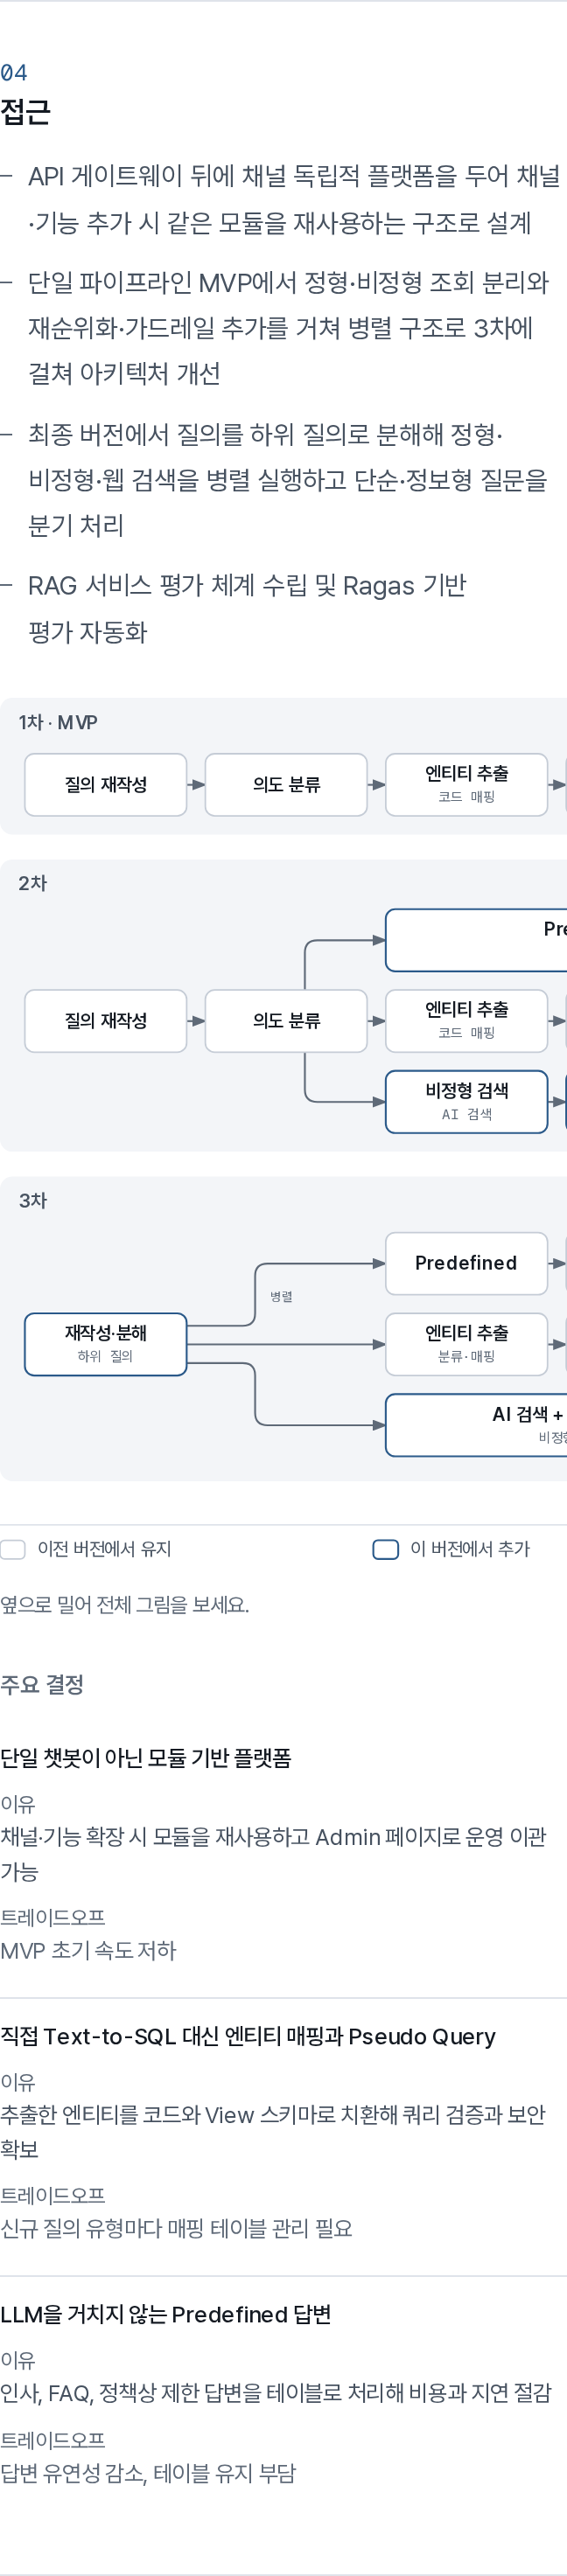 04
접근
API 게이트웨이 뒤에 채널 독립적 플랫폼을 두어 채널
·기능 추가 시 같은 모듈을 재사용하는 구조로 설계
단일 파이프라인 MVP에서 정형·비정형 조회 분리와
재순위화·가드레일 추가를 거쳐 병렬 구조로 3차에
걸쳐 아키텍처 개선
최종 버전에서 질의를 하위 질의로 분해해 정형·
비정형·웹 검색을 병렬 실행하고 단순·정보형 질문을
분기 처리
RAG 서비스 평가 체계 수립 및 Ragas 기반
평가 자동화
1차 · MVP
질의 재작성
의도 분류
엔티티 추출
코드 매핑
2차
Pre
질의 재작성
의도 분류
엔티티 추출
코드 매핑
비정형 검색
AI 검색
3차
Predefined
병렬
재작성·분해
하위 질의
엔티티 추출
분류·매핑
AI 검색 +
비정형
이전 버전에서 유지
이 버전에서 추가
옆으로 밀어 전체 그림을 보세요.
주요 결정
단일 챗봇이 아닌 모듈 기반 플랫폼
이유
채널·기능 확장 시 모듈을 재사용하고 Admin 페이지로 운영 이관
가능
트레이드오프
MVP 초기 속도 저하
직접 Text-to-SQL 대신 엔티티 매핑과 Pseudo Query
이유
추출한 엔티티를 코드와 View 스키마로 치환해 쿼리 검증과 보안
확보
트레이드오프
신규 질의 유형마다 매핑 테이블 관리 필요
LLM을 거치지 않는 Predefined 답변
이유
인사, FAQ, 정책상 제한 답변을 테이블로 처리해 비용과 지연 절감
트레이드오프
답변 유연성 감소, 테이블 유지 부담